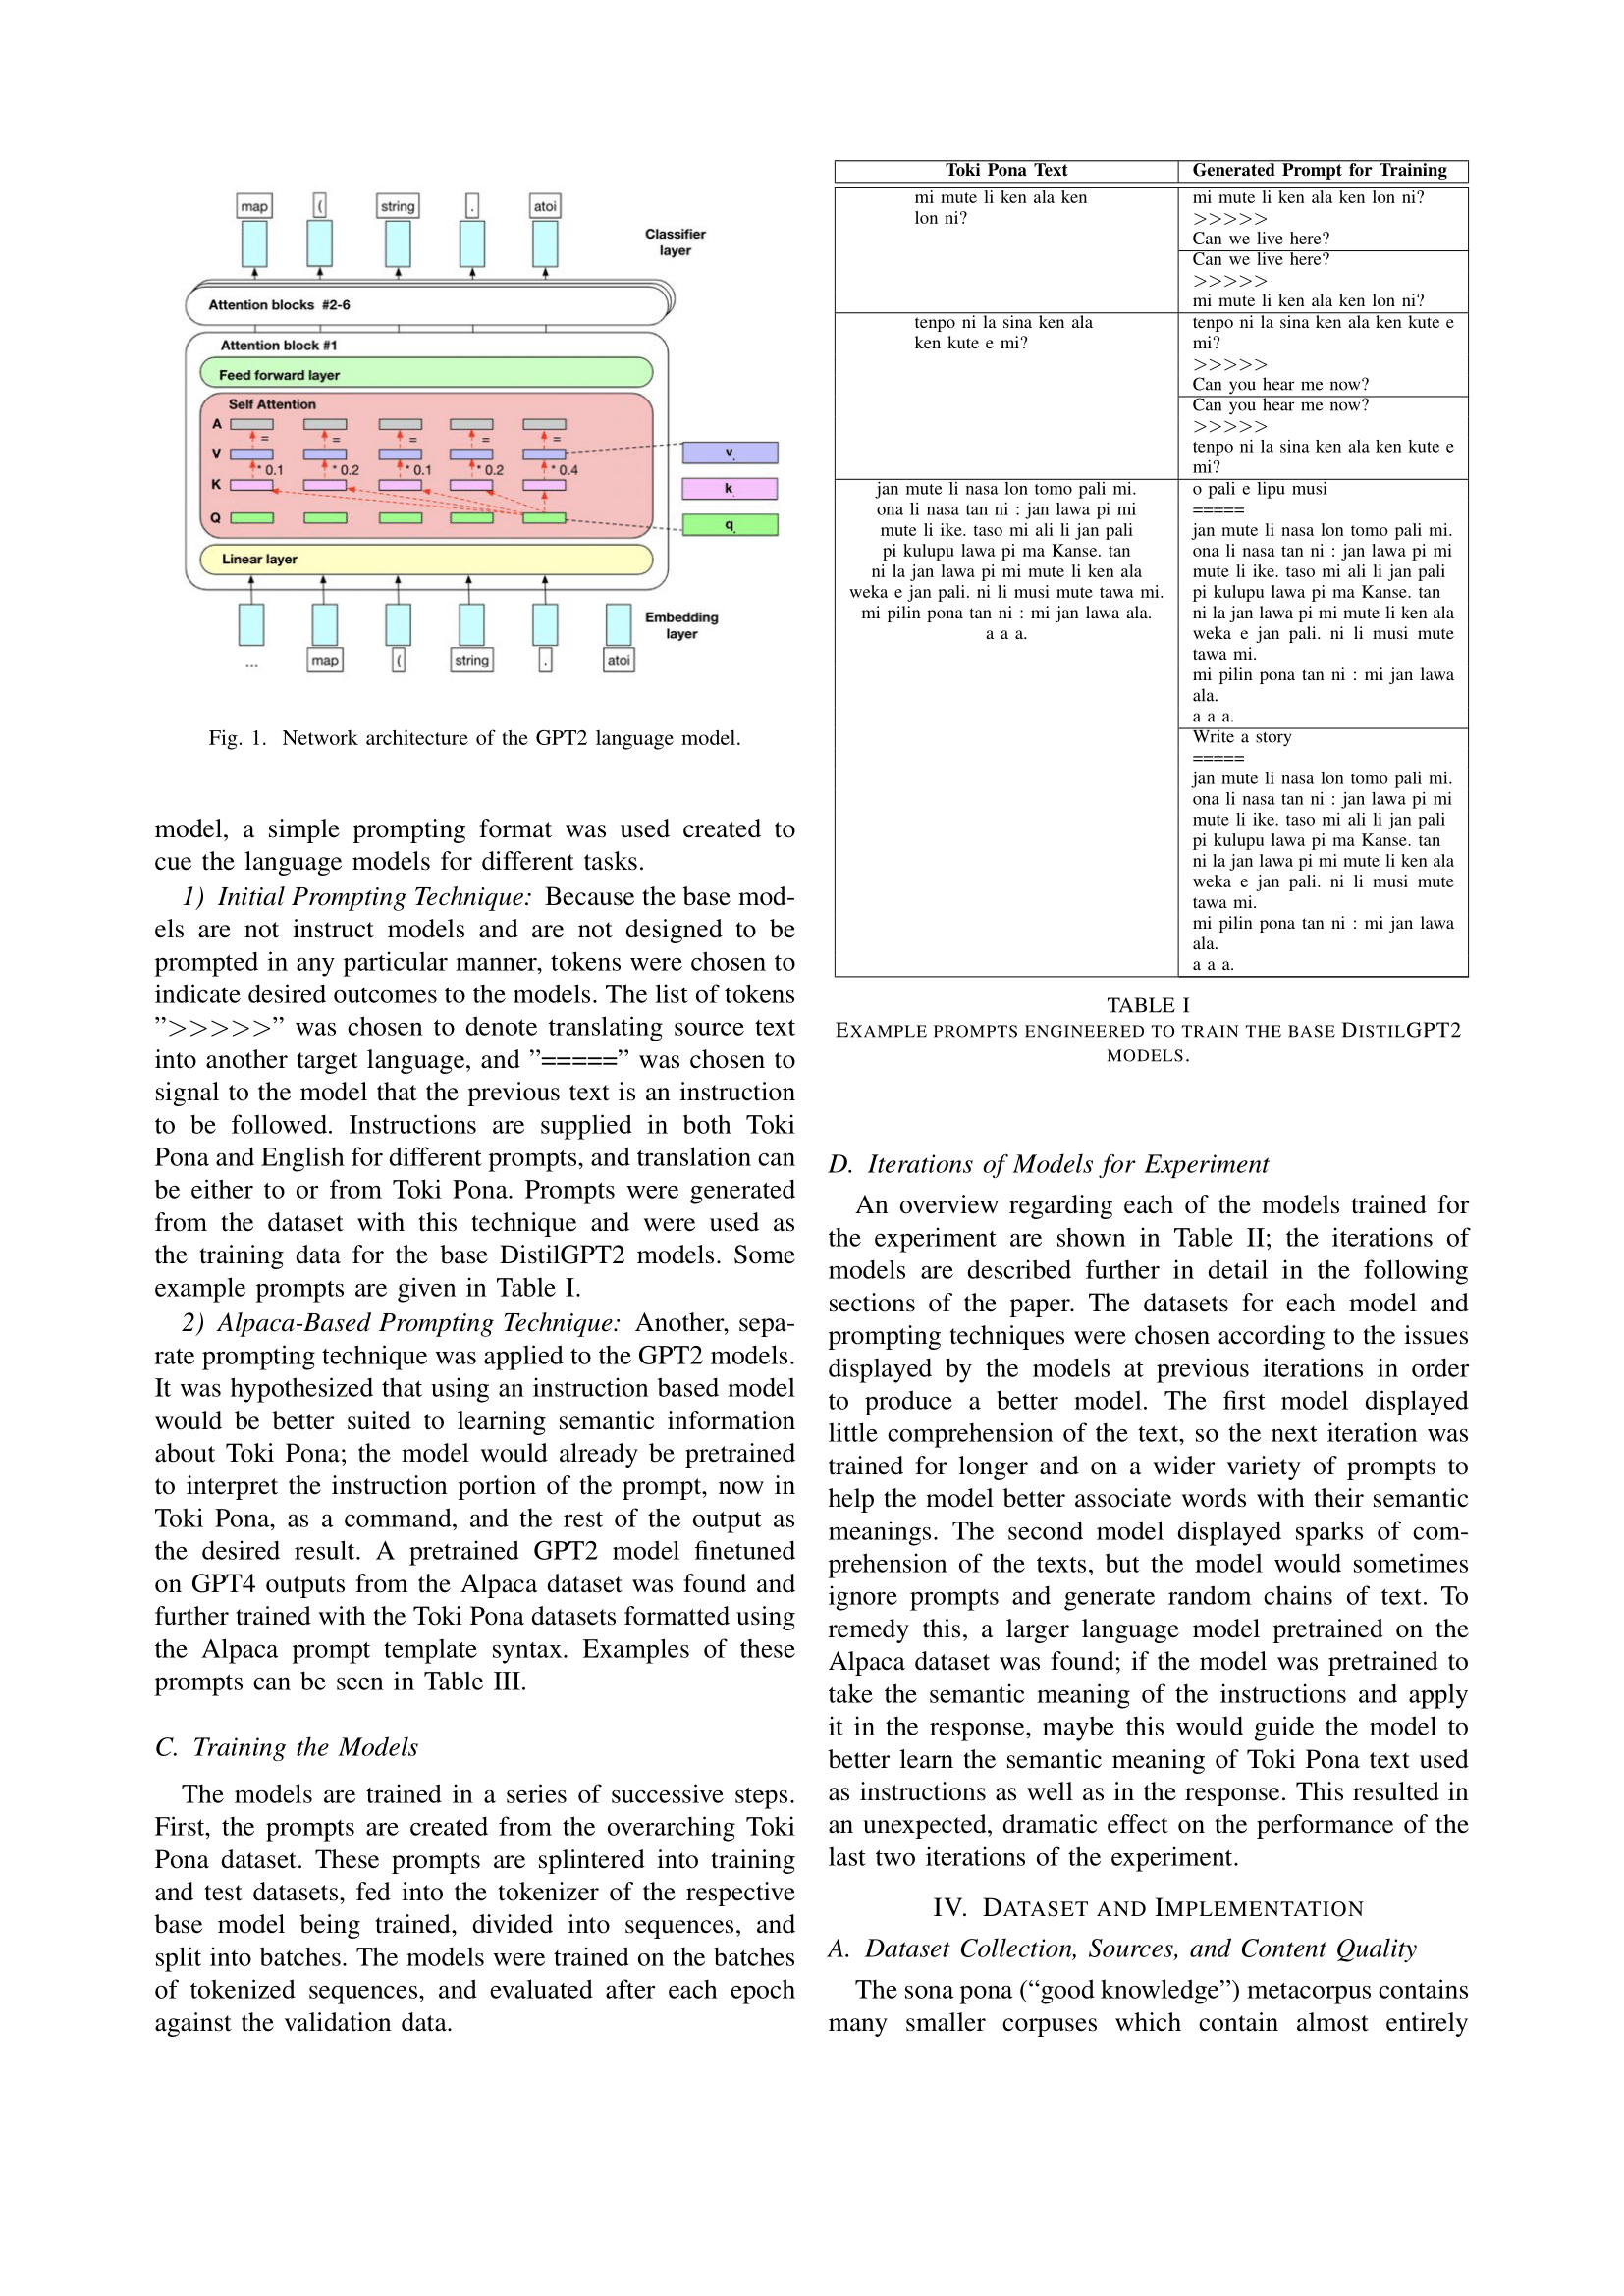 map ( string . atoi
Classifier
layer
Attention blocks #2-6
Attention block #1
Feed forward layer
Self Attention
A
= = = = =
V
v
* 0.1 * 0.2 * 0.1 * 0.2 * 0.4
K
k
Q
q
Linear layer
Embedding
layer
... map ( string . atoi
Fig. 1. Network architecture of the GPT2 language model.
model, a simple prompting format was used created to
cue the language models for different tasks.
1) Initial Prompting Technique: Because the base mod-
els are not instruct models and are not designed to be
prompted in any particular manner, tokens were chosen to
indicate desired outcomes to the models. The list of tokens
”>>>>>” was chosen to denote translating source text
into another target language, and ”=====” was chosen to
signal to the model that the previous text is an instruction
to be followed. Instructions are supplied in both Toki
Pona and English for different prompts, and translation can
be either to or from Toki Pona. Prompts were generated
from the dataset with this technique and were used as
the training data for the base DistilGPT2 models. Some
example prompts are given in Table I.
2) Alpaca-Based Prompting Technique: Another, sepa-
rate prompting technique was applied to the GPT2 models.
It was hypothesized that using an instruction based model
would be better suited to learning semantic information
about Toki Pona; the model would already be pretrained
to interpret the instruction portion of the prompt, now in
Toki Pona, as a command, and the rest of the output as
the desired result. A pretrained GPT2 model finetuned
on GPT4 outputs from the Alpaca dataset was found and
further trained with the Toki Pona datasets formatted using
the Alpaca prompt template syntax. Examples of these
prompts can be seen in Table III.
C. Training the Models
The models are trained in a series of successive steps.
First, the prompts are created from the overarching Toki
Pona dataset. These prompts are splintered into training
and test datasets, fed into the tokenizer of the respective
base model being trained, divided into sequences, and
split into batches. The models were trained on the batches
of tokenized sequences, and evaluated after each epoch
against the validation data.
Toki Pona Text
Generated Prompt for Training
mi mute li ken ala ken
lon ni?
mi mute li ken ala ken lon ni?
>>>>>
Can we live here?
Can we live here?
>>>>>
mi mute li ken ala ken lon ni?
tenpo ni la sina ken ala
ken kute e mi?
tenpo ni la sina ken ala ken kute e
mi?
>>>>>
Can you hear me now?
Can you hear me now?
>>>>>
tenpo ni la sina ken ala ken kute e
mi?
jan mute li nasa lon tomo pali mi.
ona li nasa tan ni : jan lawa pi mi
mute li ike. taso mi ali li jan pali
pi kulupu lawa pi ma Kanse. tan
ni la jan lawa pi mi mute li ken ala
weka e jan pali. ni li musi mute tawa mi.
mi pilin pona tan ni : mi jan lawa ala.
a a a.
o pali e lipu musi
=====
jan mute li nasa lon tomo pali mi.
ona li nasa tan ni : jan lawa pi mi
mute li ike. taso mi ali li jan pali
pi kulupu lawa pi ma Kanse. tan
ni la jan lawa pi mi mute li ken ala
weka e jan pali. ni li musi mute
tawa mi.
mi pilin pona tan ni : mi jan lawa
ala.
a a a.
Write a story
=====
jan mute li nasa lon tomo pali mi.
ona li nasa tan ni : jan lawa pi mi
mute li ike. taso mi ali li jan pali
pi kulupu lawa pi ma Kanse. tan
ni la jan lawa pi mi mute li ken ala
weka e jan pali. ni li musi mute
tawa mi.
mi pilin pona tan ni : mi jan lawa
ala.
a a a.
TABLE I
EXAMPLE PROMPTS ENGINEERED TO TRAIN THE BASE DISTILGPT2
MODELS.
D. Iterations of Models for Experiment
An overview regarding each of the models trained for
the experiment are shown in Table II; the iterations of
models are described further in detail in the following
sections of the paper. The datasets for each model and
prompting techniques were chosen according to the issues
displayed by the models at previous iterations in order
to produce a better model. The first model displayed
little comprehension of the text, so the next iteration was
trained for longer and on a wider variety of prompts to
help the model better associate words with their semantic
meanings. The second model displayed sparks of com-
prehension of the texts, but the model would sometimes
ignore prompts and generate random chains of text. To
remedy this, a larger language model pretrained on the
Alpaca dataset was found; if the model was pretrained to
take the semantic meaning of the instructions and apply
it in the response, maybe this would guide the model to
better learn the semantic meaning of Toki Pona text used
as instructions as well as in the response. This resulted in
an unexpected, dramatic effect on the performance of the
last two iterations of the experiment.
IV. DATASET AND IMPLEMENTATION
A. Dataset Collection, Sources, and Content Quality
The sona pona (“good knowledge”) metacorpus contains
many smaller corpuses which contain almost entirely